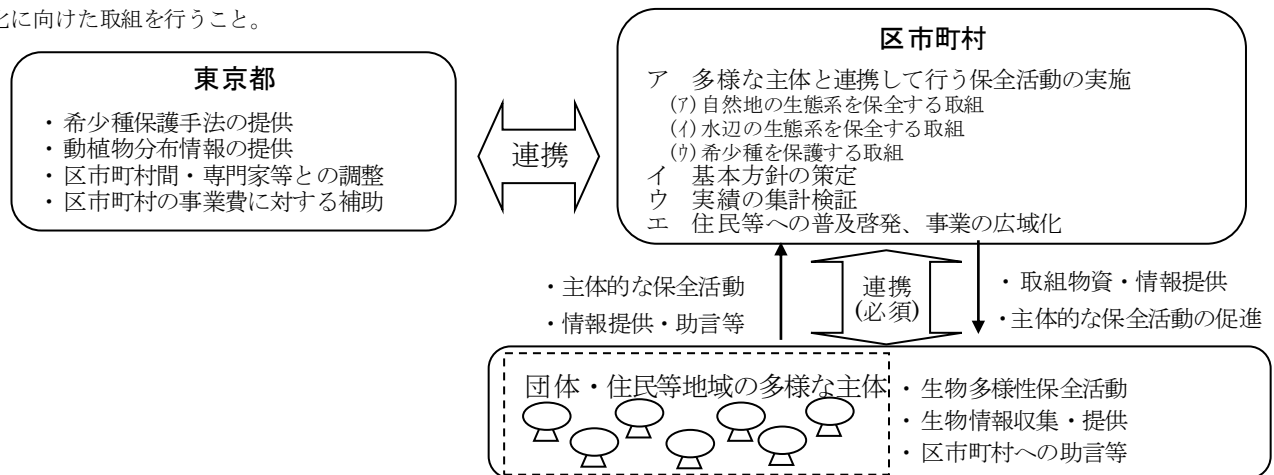 に向けた取組を行うこと。
東京都
・ 希少種保護手法の提供
・ 動植物分布情報の提供
・ 区市町村間・専門家等との調整
・ 区市町村の事業費に対する補助
連携
区市町村
ア 多様な主体と連携して行う保全活動の実施
(ｱ)自然地の生態系を保全する取組
(ｲ)水辺の生態系を保全する取組
(ｳ)希少種を保護する取組
イ 基本方針の策定
ウ 実績の集計検証
エ 住民等への普及啓発、事業の広域化
・主体的な保全活動
・情報提供・助言等
連携
(必須)
・取組物資・情報提供
・主体的な保全活動の促進
団体・住民等地域の多様な主体
・生物多様性保全活動
・生物情報収集・提供
・区市町村への助言等